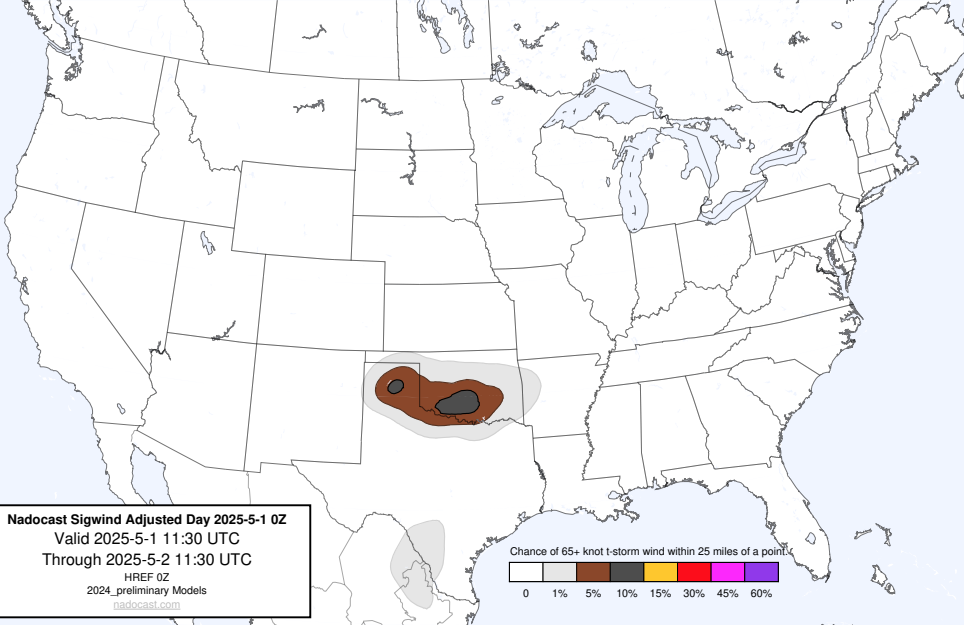 Nadocast Sigwind Adjusted Day 2025-5-1 0Z
Valid 2025-5-1 11:30 UTC
Through 2025-5-2 11:30 UTC
HREF 0Z
2024_preliminary Models
nadocast.com
Chance of 65+ knot t-storm wind within 25 miles of a point.
0 1% 5% 10% 15% 30% 45% 60%